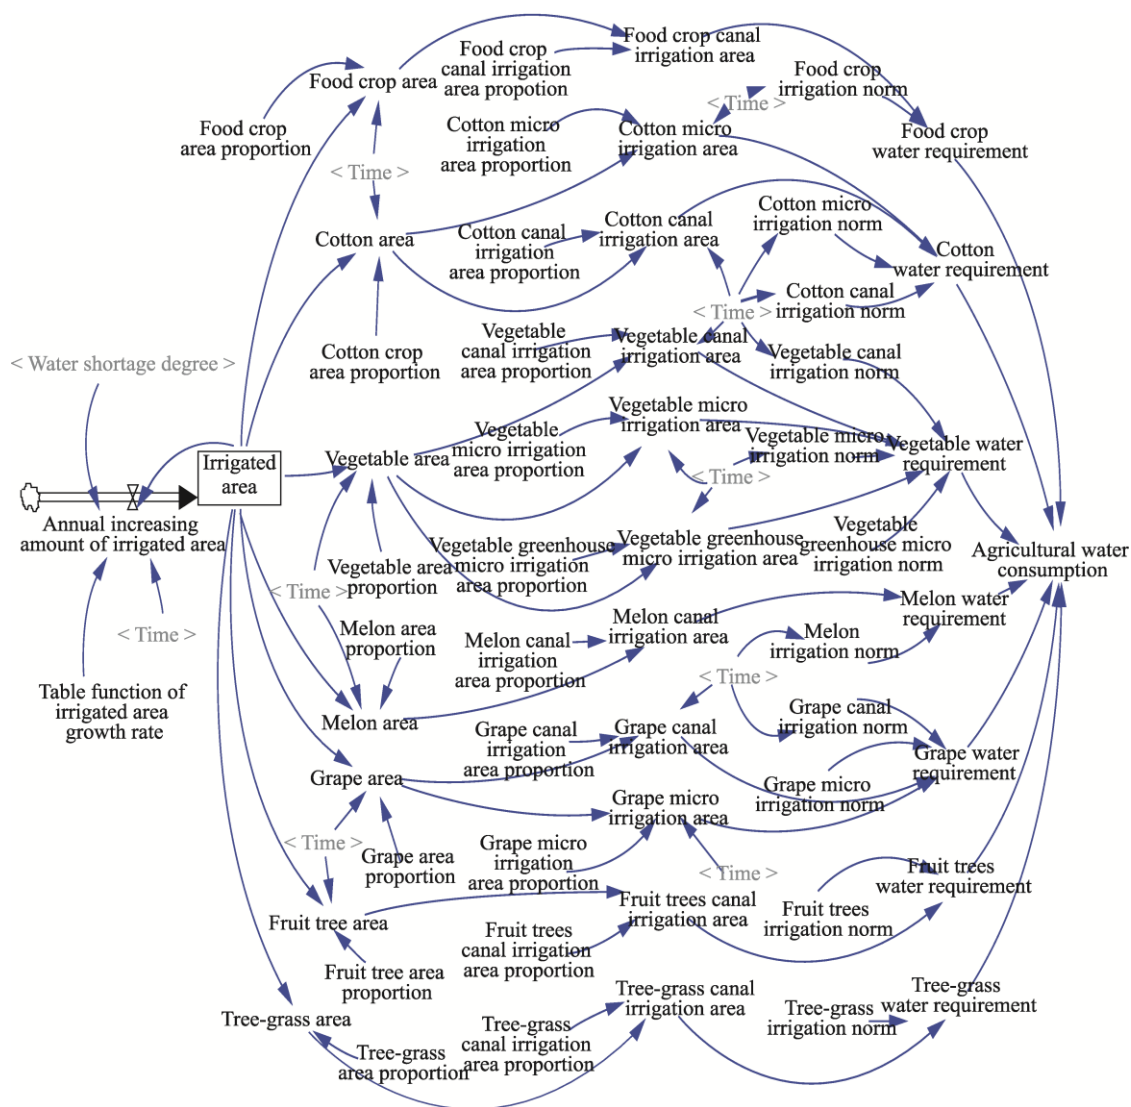 Food crop area
Food crop
area proportion
Food crop
canal irrigation
area propotion
Food crop canal
irrigation area
Food crop
irrigation norm
< Time >
Food crop
water requirement
Cotton micro
irrigation
area proportion
Cotton micro
irrigation area
< Time >
Cotton area
Cotton canal
irrigation
area proportion
Cotton canal
irrigation area
Cotton micro
irrigation norm
Cotton
water requirement
Cotton canal
irrigation norm
< Time >
Cotton crop
area proportion
Vegetable
canal irrigation
area proportion
Vegetable canal
irrigation area
Vegetable canal
irrigation norm
< Water shortage degree >
Irrigated
area
Annual increasing
amount of irrigated area
< Time >
Table function of
irrigated area
growth rate
Vegetable area
Vegetable
micro irrigation
area proportion
Vegetable micro
irrigation area
Vegetable micro
irrigation norm
Vegetable water
requirement
< Time >
Vegetable area
proportion
< Time >
Vegetable greenhouse
micro irrigation
area proportion
Vegetable greenhouse
micro irrigation area
Vegetable
greenhouse micro
irrigation norm
Agricultural water
consumption
Melon area
proportion
Melon canal
irrigation
area proportion
Melon canal
irrigation area
Melon
irrigation norm
Melon water
requirement
< Time >
Melon area
Grape canal
irrigation
area proportion
Grape canal
irrigation area
Grape canal
irrigation norm
Grape water
requirement
Grape area
Grape micro
irrigation area
Grape micro
irrigation norm
< Time >
Grape area
proportion
Grape micro
irrigation
area proportion
< Time >
Fruit trees
water requirement
Fruit tree area
Fruit trees canal
irrigation area
Fruit trees
irrigation norm
Fruit trees
canal irrigation
area proportion
Fruit tree area
proportion
Tree-grass area
Tree-grass canal
irrigation area
Tree-grass
irrigation norm
Tree-grass
water requirement
Tree-grass
area proportion
Tree-grass
canal irrigation
area proportion